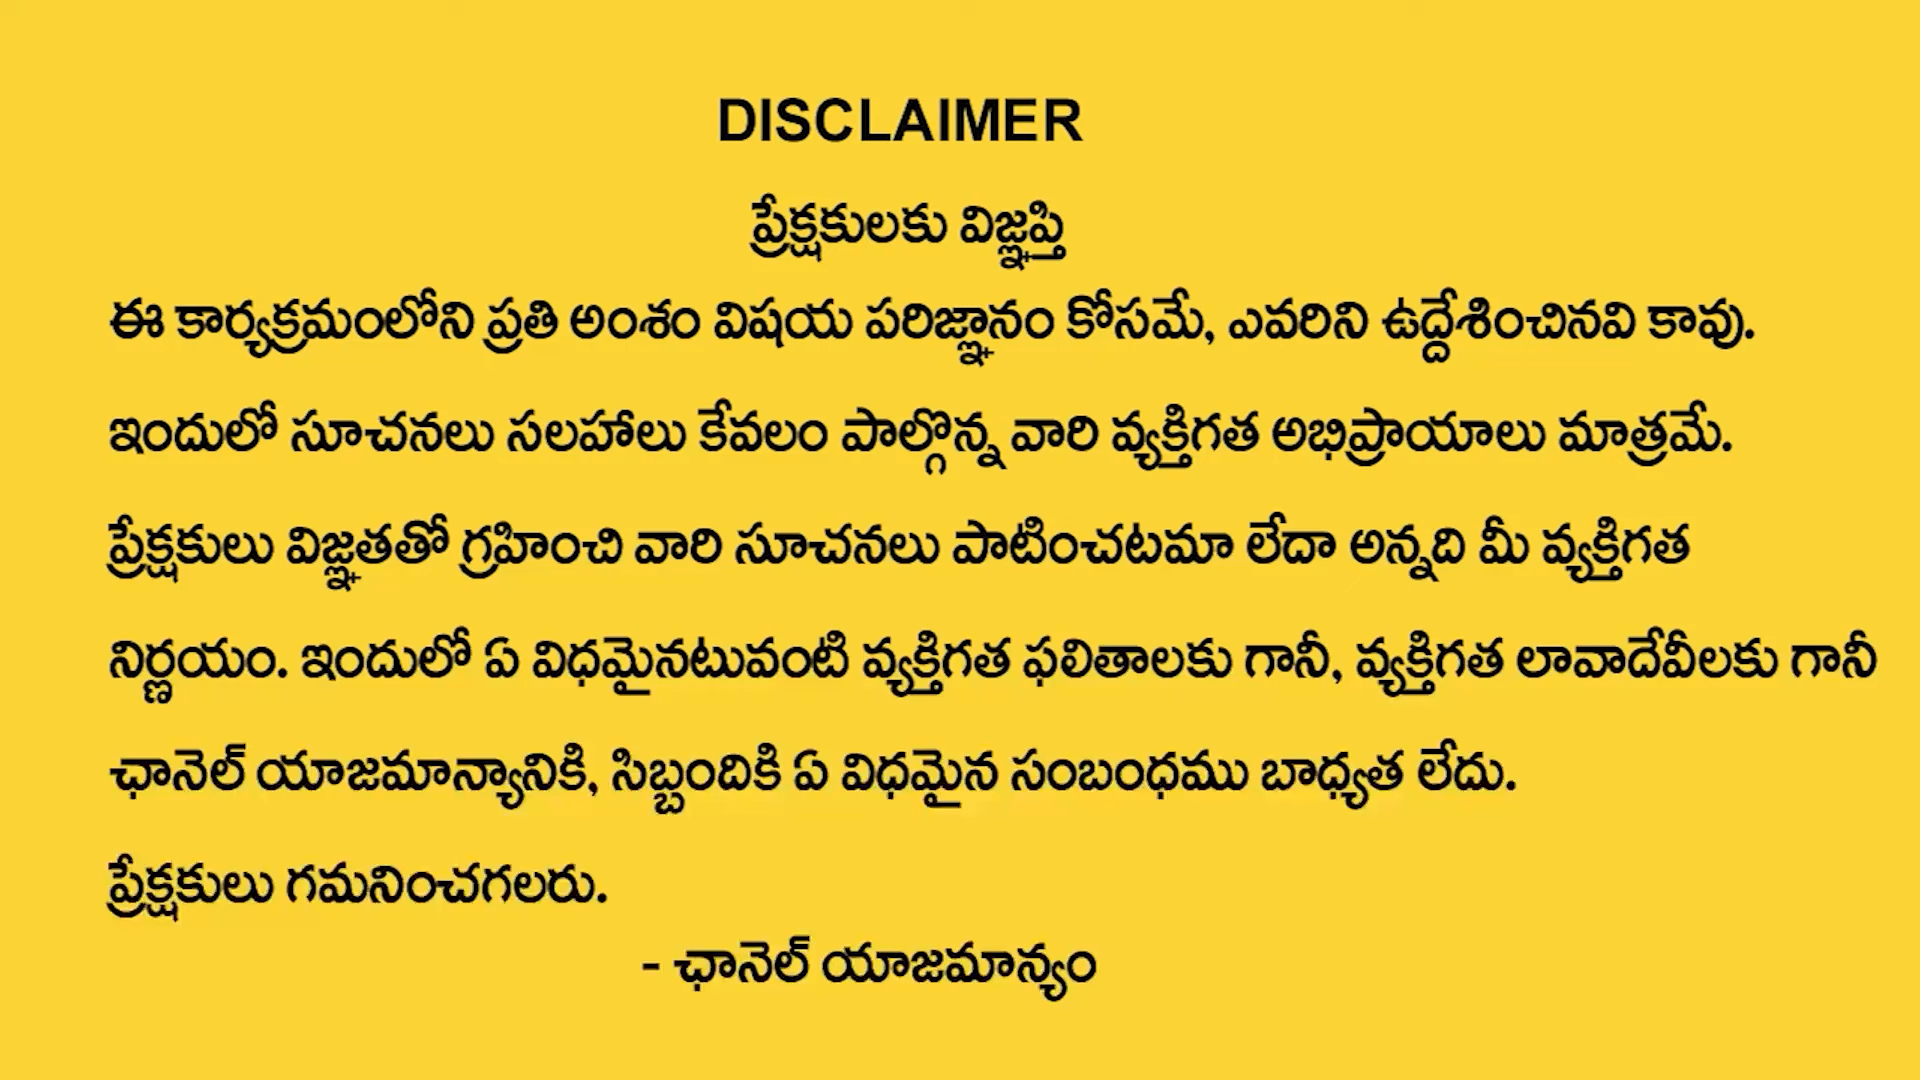 DISCLAIMER
ప్రేక్షకులకు విజ్ఞప్తి
ఈ కార్యక్రమంలోని ప్రతి అంశం విషయ పరిజ్ఞానం కోసమే, ఎవరిని ఉద్దేశించినవి కావు.
ఇందులో సూచనలు సలహాలు కేవలం పాల్గొన్న వారి వ్యక్తిగత అభిప్రాయాలు మాత్రమే.
ప్రేక్షకులు విజ్ఞతతో గ్రహించి వారి సూచనలు పాటించటమా లేదా అన్నది మీ వ్యక్తిగత
నిర్ణయం. ఇందులో ఏ విధమైనటువంటి వ్యక్తిగత ఫలితాలకు గానీ, వ్యక్తిగత లావాదేవీలకు గానీ
ఛానెల్ యాజమాన్యానికి, సిబ్బందికి ఏ విధమైన సంబంధము బాధ్యత లేదు.
ప్రేక్షకులు గమనించగలరు.
- ఛానెల్ యాజమాన్యం